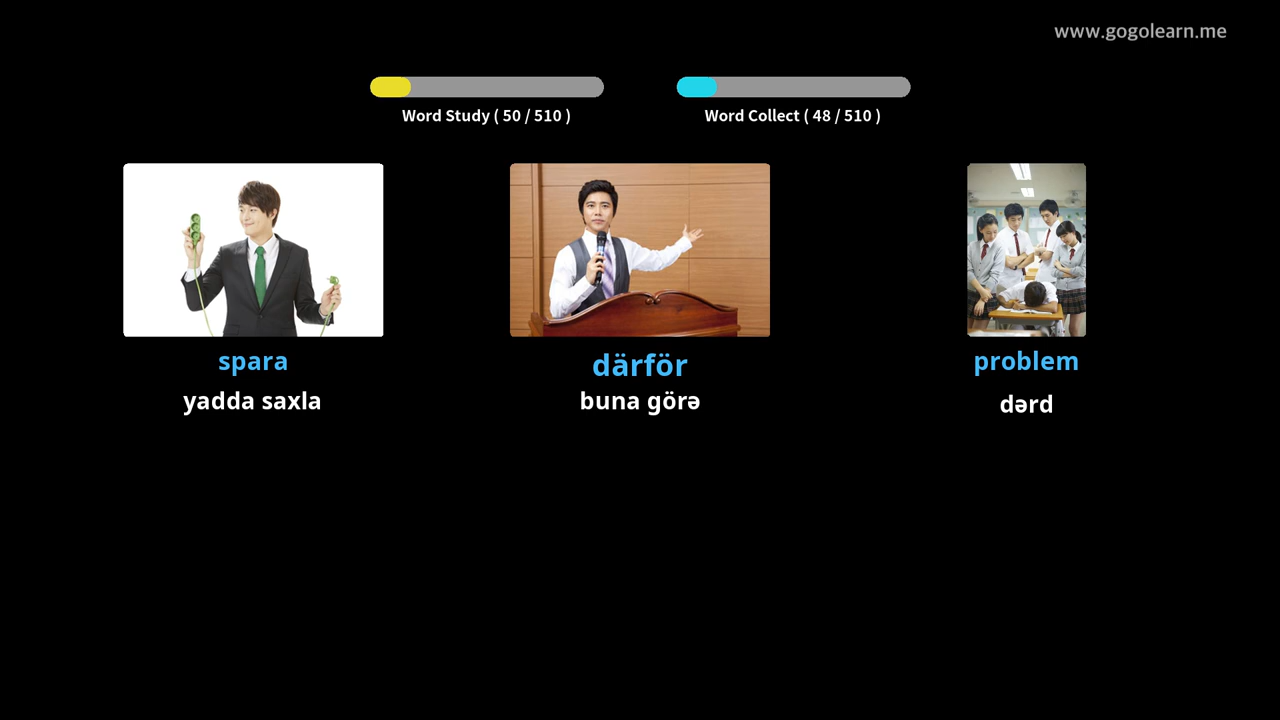 www.gogolearn.me
Word Study ( 50 / 510 )
Word Collect ( 48 / 510 )
spara
därför
problem
yadda saxla
buna görə
dərd